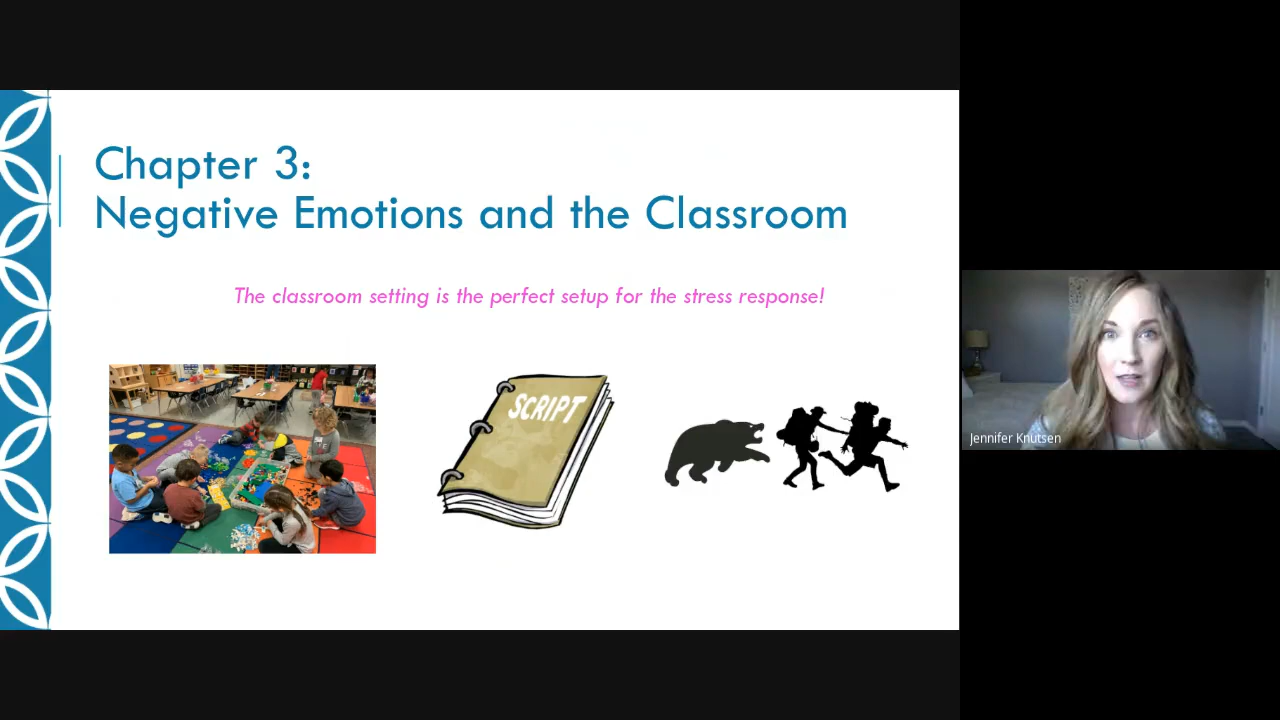 Chapter 3:
Negative Emotions and the Classroom
The classroom setting is the perfect setup for the stress response!
SCRIPT
Jennifer Knutsen